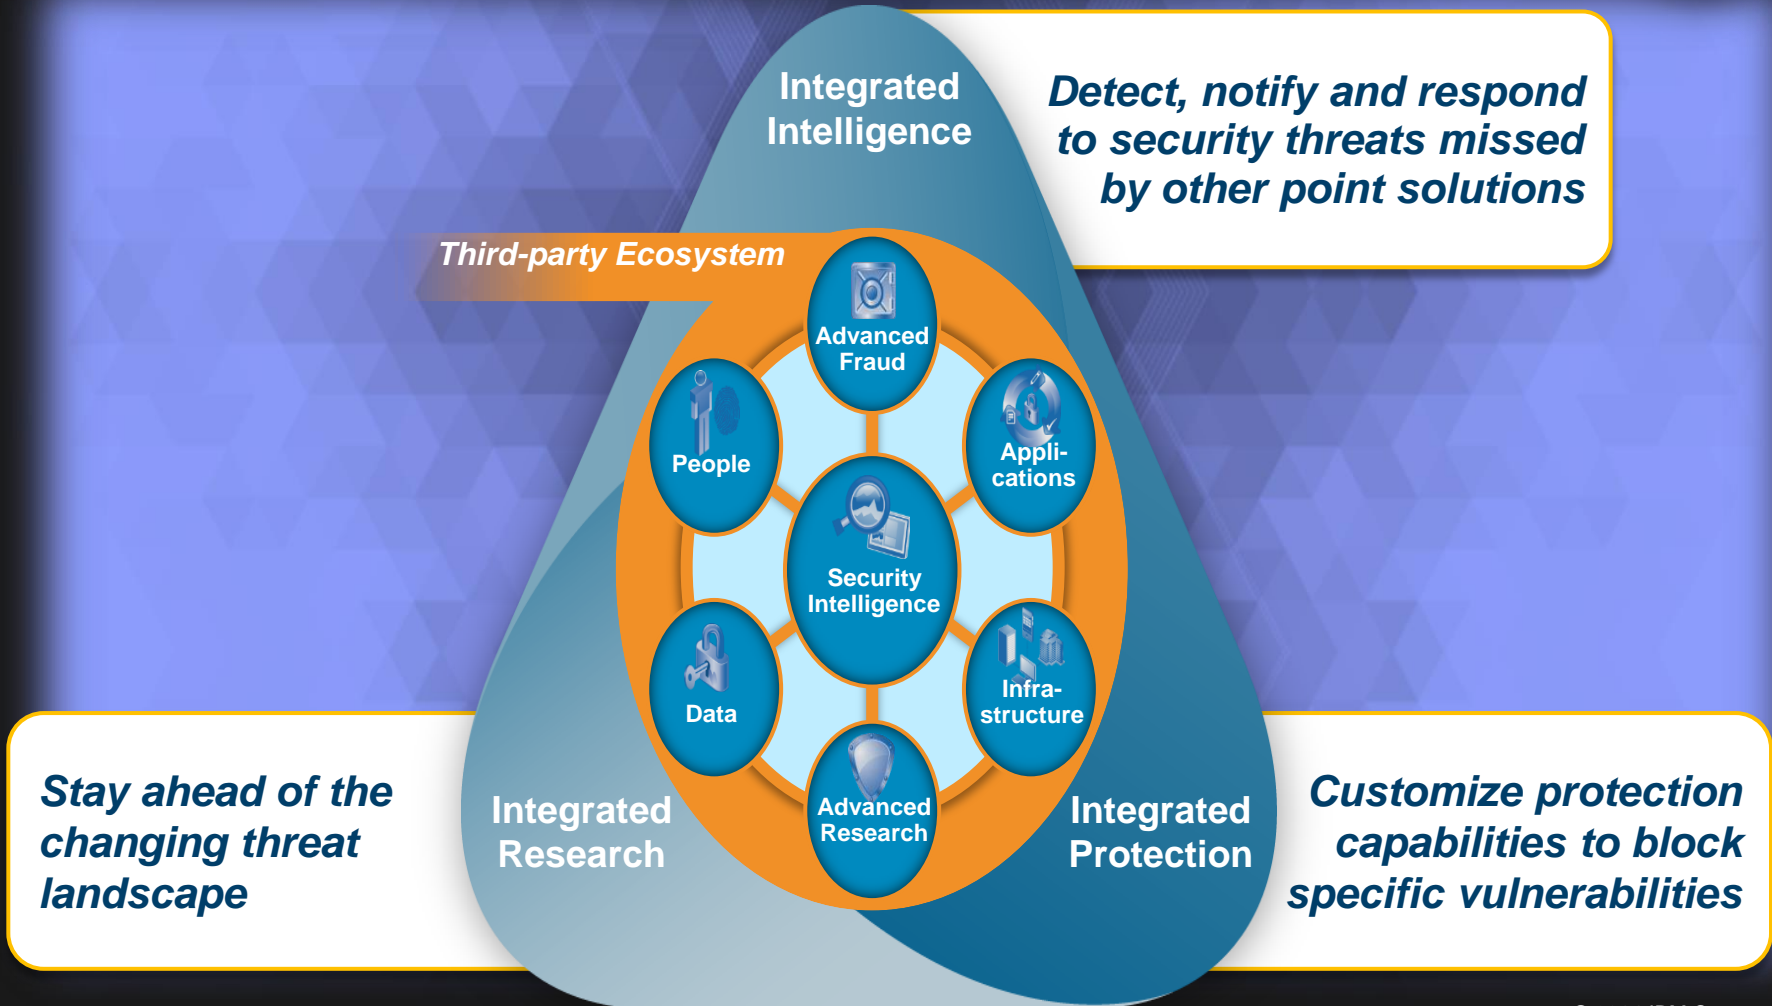 Integrated
Intelligence
Detect, notify and respond
to security threats missed
by other point solutions
Third-party Ecosystem
Advanced
Fraud
People
Appli-
cations
Security
Intelligence
Data
Infra-
structure
Advanced
Research
Integrated
Research
Integrated
Protection
Stay ahead of the
changing threat
landscape
Customize protection
capabilities to block
specific vulnerabilities